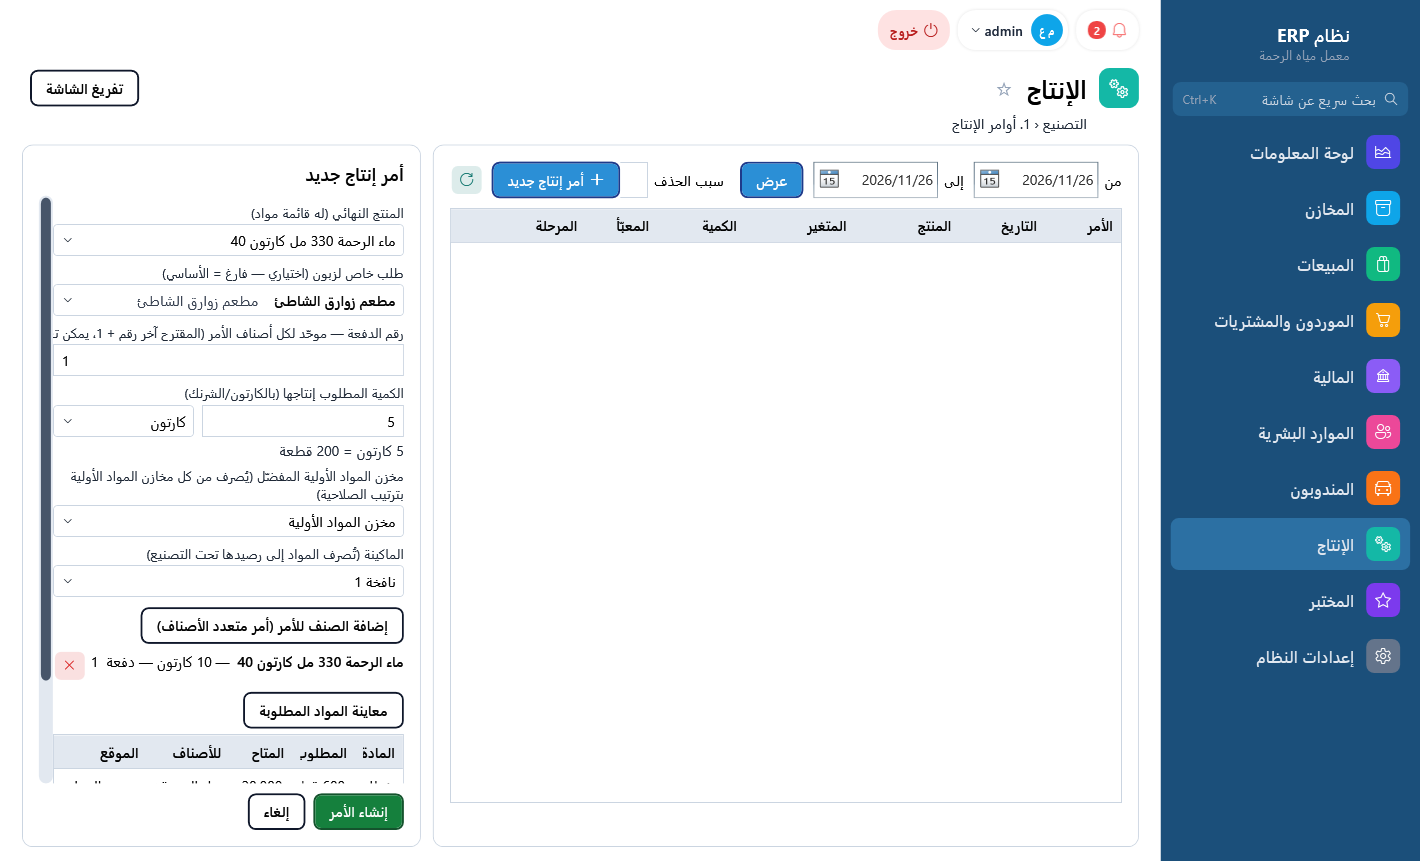 نظام ERP
معمل مياه الرحمة
بحث سريع عن شاشة Ctrl+K
لوحة المعلومات
المخازن
المبيعات
الموردون والمشتريات
المالية
الموارد البشرية
المندوبون
الإنتاج
المختبر
إعدادات النظام
2
م ع admin
خروج
الإنتاج
التصنيع › 1. أوامر الإنتاج
تفريغ الشاشة
من 2026/11/26 15 إلى 2026/11/26 15 عرض سبب الحذف + أمر إنتاج جديد
الأمر التاريخ المنتج المتغير الكمية المعبّأ المرحلة
أمر إنتاج جديد
المنتج النهائي (له قائمة مواد)
ماء الرحمة 330 مل كارتون 40
طلب خاص لزبون (اختياري — فارغ = الأساسي)
مطعم زوارق الشاطئ مطعم زوارق الشاطئ
رقم الدفعة — موحّد لكل أصناف الأمر (المقترح آخر رقم + 1، يمكن
1
الكمية المطلوب إنتاجها (بالكارتون/الشرنك)
5 كارتون
5 كارتون = 200 قطعة
مخزن المواد الأولية المفضّل (يُصرف من كل مخازن المواد الأولية
بترتيب الصلاحية)
مخزن المواد الأولية
الماكينة (تُصرف المواد إلى رصيدها تحت التصنيع)
نافخة 1
إضافة الصنف للأمر (أمر متعدد الأصناف)
ماء الرحمة 330 مل كارتون 40 — 10 كارتون — دفعة 1
معاينة المواد المطلوبة
المادة المطلوب المتاح للأصناف الموقع
إنشاء الأمر إلغاء